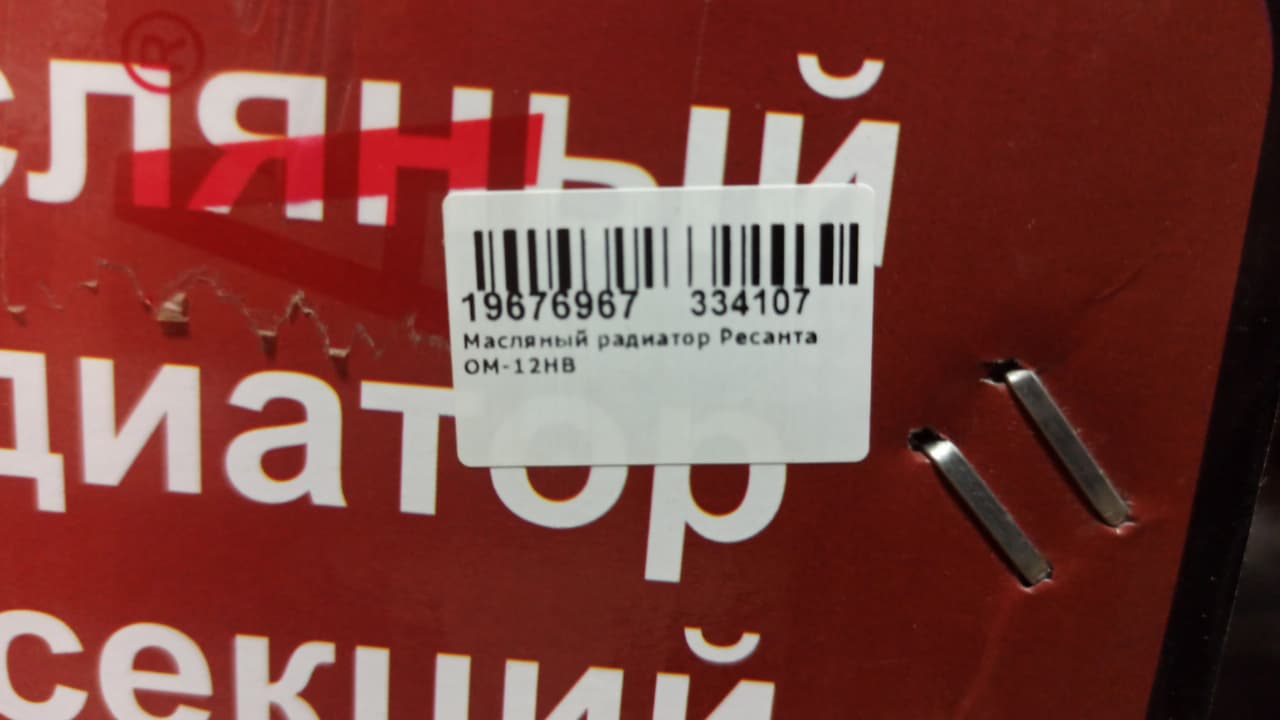 ®
сляный
19676967 334107
Масляный радиатор Ресанта
ОМ-12НВ
диатор
секций